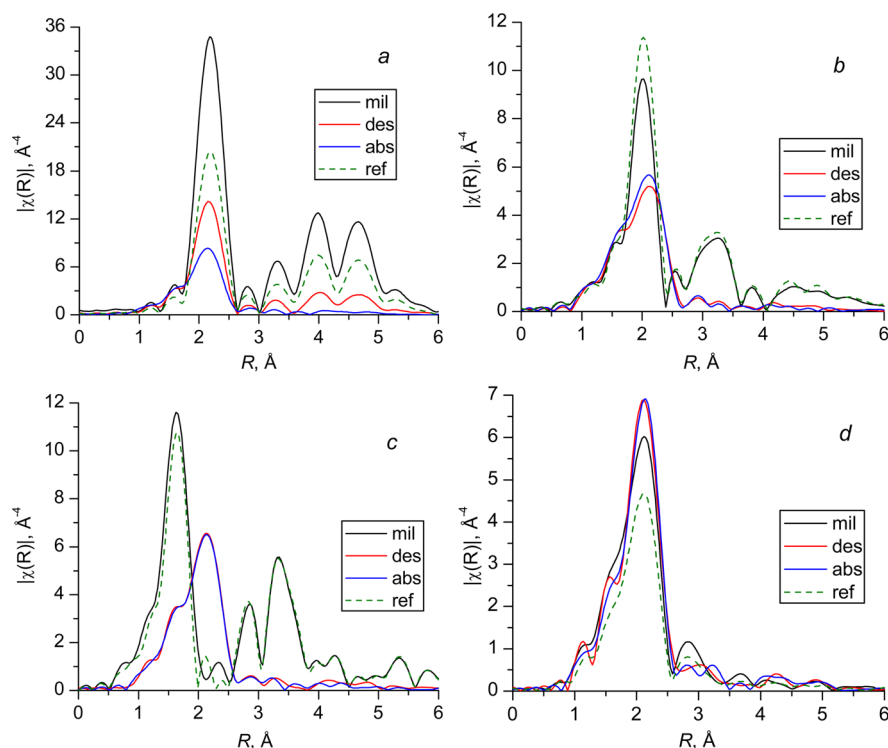 a
|χ(R)|, Å-4
36
30
24
18
12
6
0
mil
des
abs
ref
0 1 2 3 4 5 6
R, Å
b
|χ(R)|, Å-4
12
10
8
6
4
2
0
mil
des
abs
ref
0 1 2 3 4 5 6
R, Å
c
|χ(R)|, Å-4
12
10
8
6
4
2
0
mil
des
abs
ref
0 1 2 3 4 5 6
R, Å
d
|χ(R)|, Å-4
7
6
5
4
3
2
1
0
mil
des
abs
ref
0 1 2 3 4 5 6
R, Å